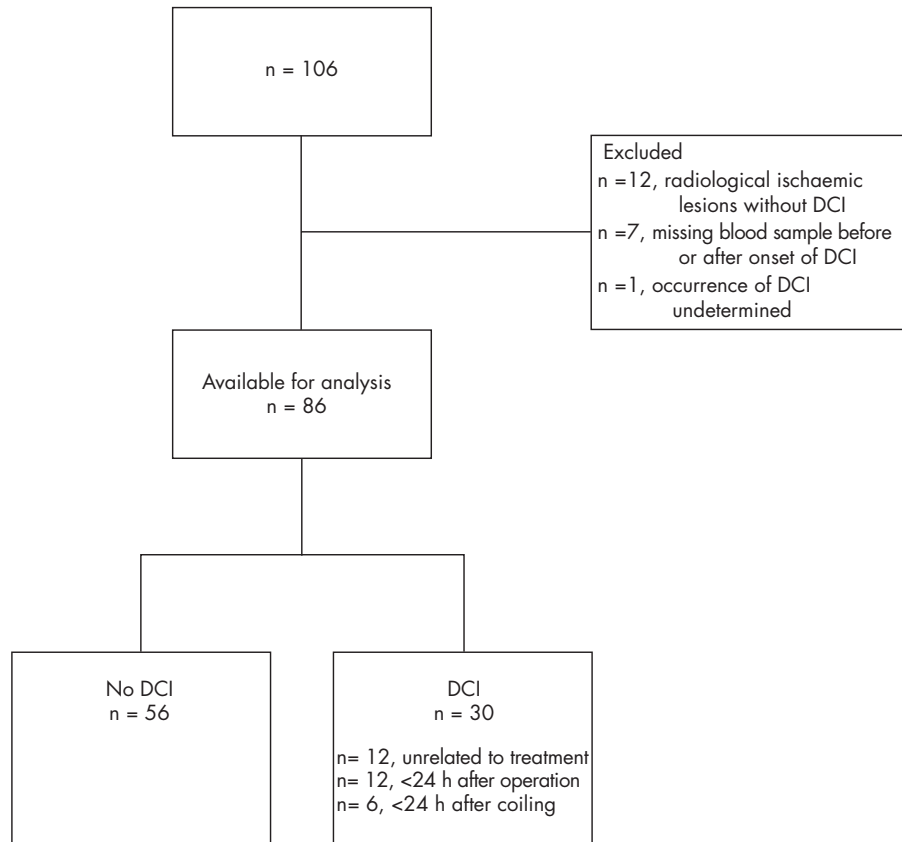 n = 106
Excluded
n =12, radiological ischaemic
lesions without DCI
n =7, missing blood sample before
or after onset of DCI
n =1, occurrence of DCI
undetermined
Available for analysis
n = 86
No DCI
n = 56
DCI
n = 30
n= 12, unrelated to treatment
n= 12, <24 h after operation
n= 6, <24 h after coiling